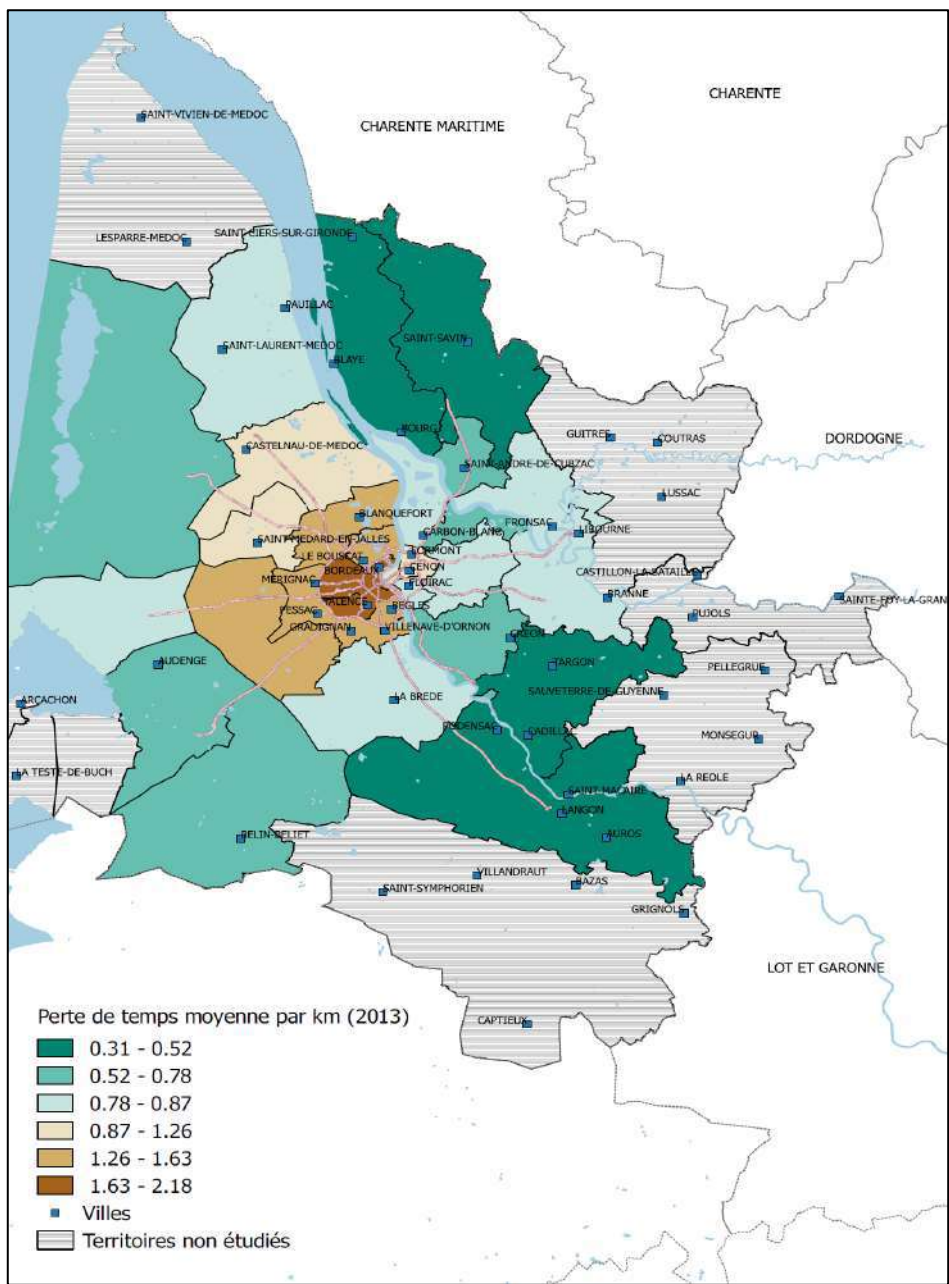 CHARENTE
SAINT-VIVIEN-DE-MEDOC
CHARENTE MARITIME
LESPARRE-MEDOC
SAINT-CIERS-SUR-GIRONDE
PAUILLAC
SAINT-LAURENT-MEDOC
SAINT-SAVIN
BLAYE
BOURG
GUITRES
COUTRAS
DORDOGNE
CASTELNAU-DE-MEDOC
SAINT-ANDRE-DE-CUBZAC
LUSSAC
BLANQUEFORT
FRONSAC
LIBOURNE
CARBON-BLANC
SAINT-MEDARD-EN-JALLES
LE BOUSCAT
LORMONT
BORDEAUX
CENON
CASTILLON-LA-BATAILLE
MERIGNAC
FLOIRAC
BRANNE
SAINTE-FOY-LA-GRAN
TALENCE
BEGLES
PESSAC
PUJOLS
GRADIGNAN
VILLENAVE-D'ORNON
CREON
AUDENGE
TARGON
PELLEGRUE
SAUVETERRE-DE-GUYENNE
ARCACHON
LA BREDE
PODENSAC
CADILLAC
MONSEGUR
LA TESTE-DE-BUCH
LA REOLE
SAINT-MACAIRE
LANGON
AUROS
BELIN-BELIET
VILLANDRAUT
BAZAS
SAINT-SYMPHORIEN
GRIGNOLS
LOT ET GARONNE
CAPTIEUX
Perte de temps moyenne par km (2013)
0.31 - 0.52
0.52 - 0.78
0.78 - 0.87
0.87 - 1.26
1.26 - 1.63
1.63 - 2.18
Villes
Territoires non étudiés